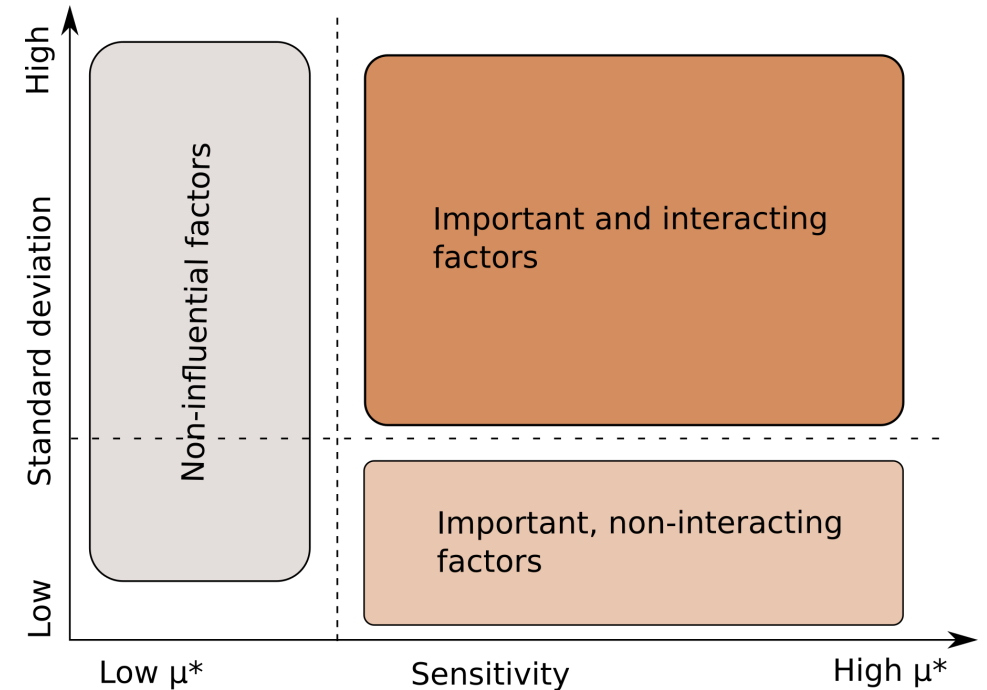 High
Standard deviation
Low
Non-influential factors
Important and interacting
factors
Important, non-interacting
factors
Low μ*
Sensitivity
High μ*